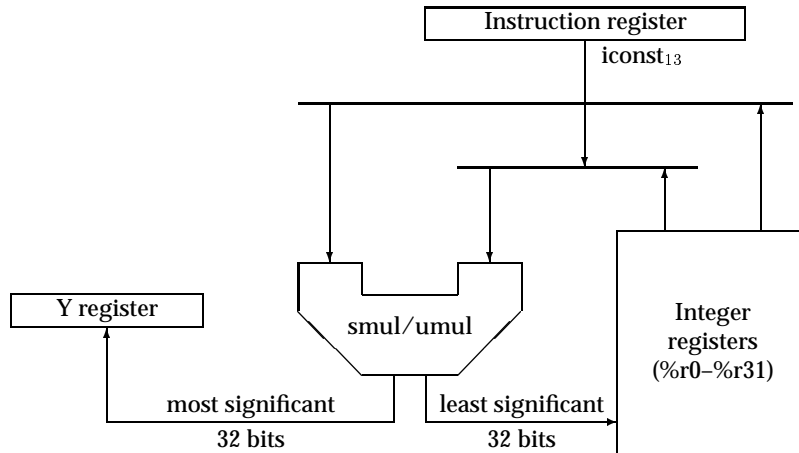 Instruction register
iconst₁₃
Y register
smul/umul
Integer
registers
(%r0–%r31)
most significant
32 bits
least significant
32 bits